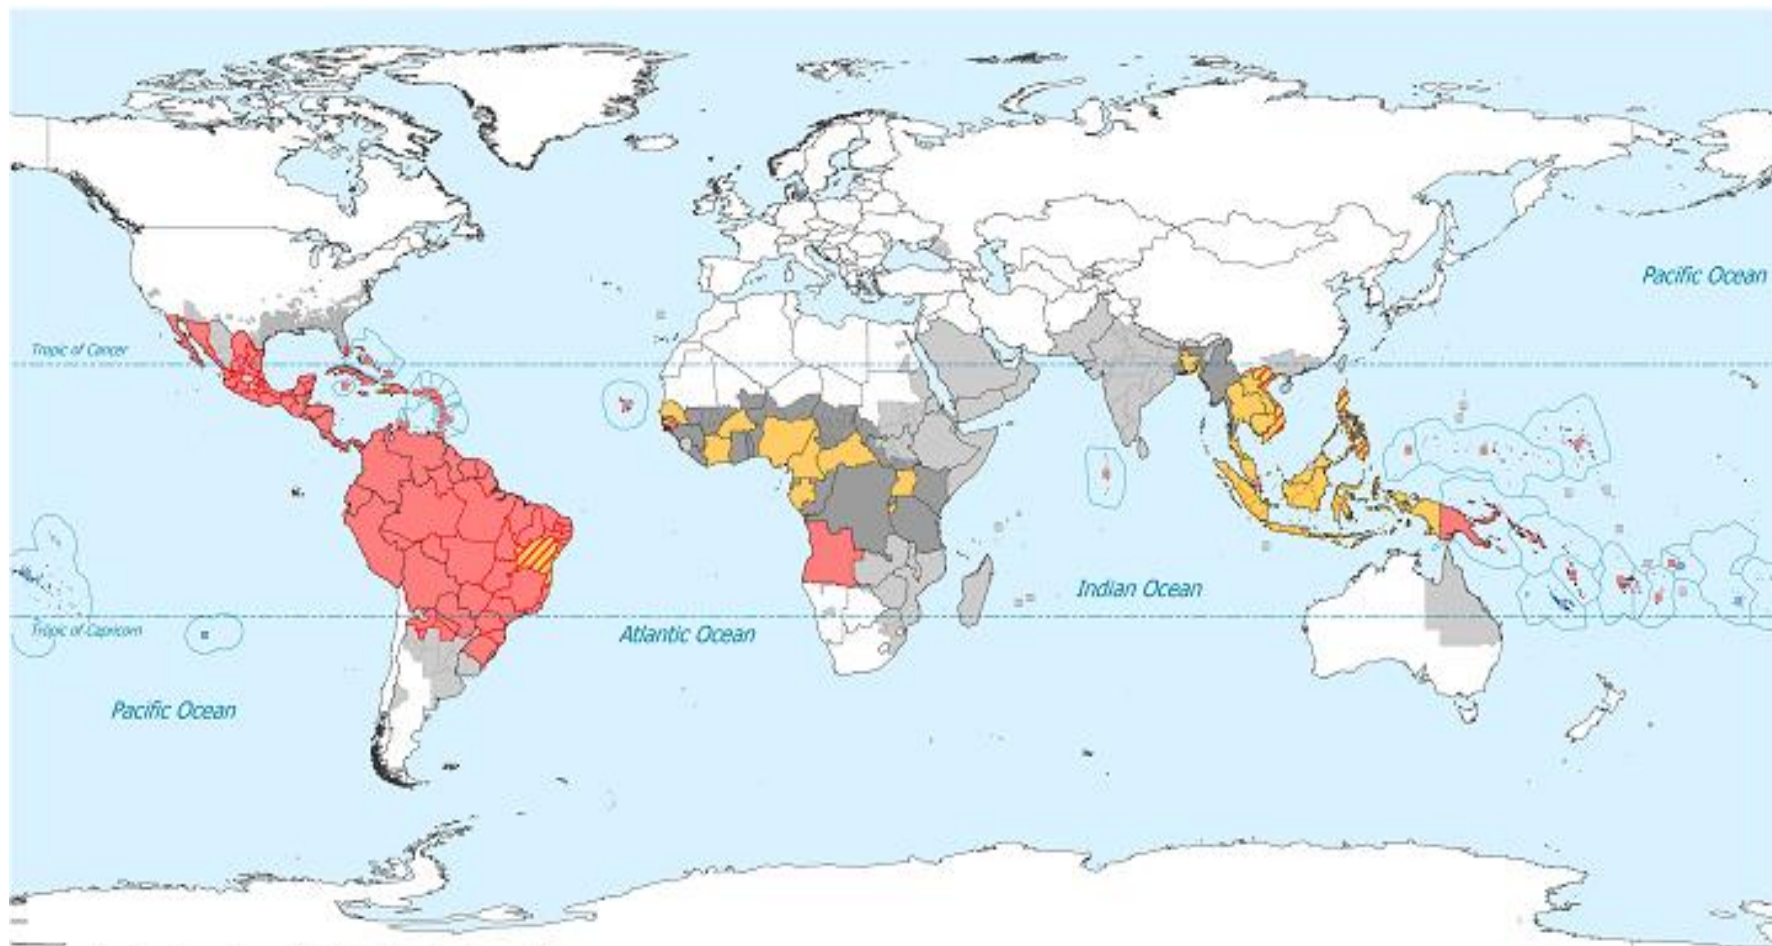 Pacific Ocean
Tropic of Cancer
Indian Ocean
Tropic of Capricorn
Atlantic Ocean
Pacific Ocean